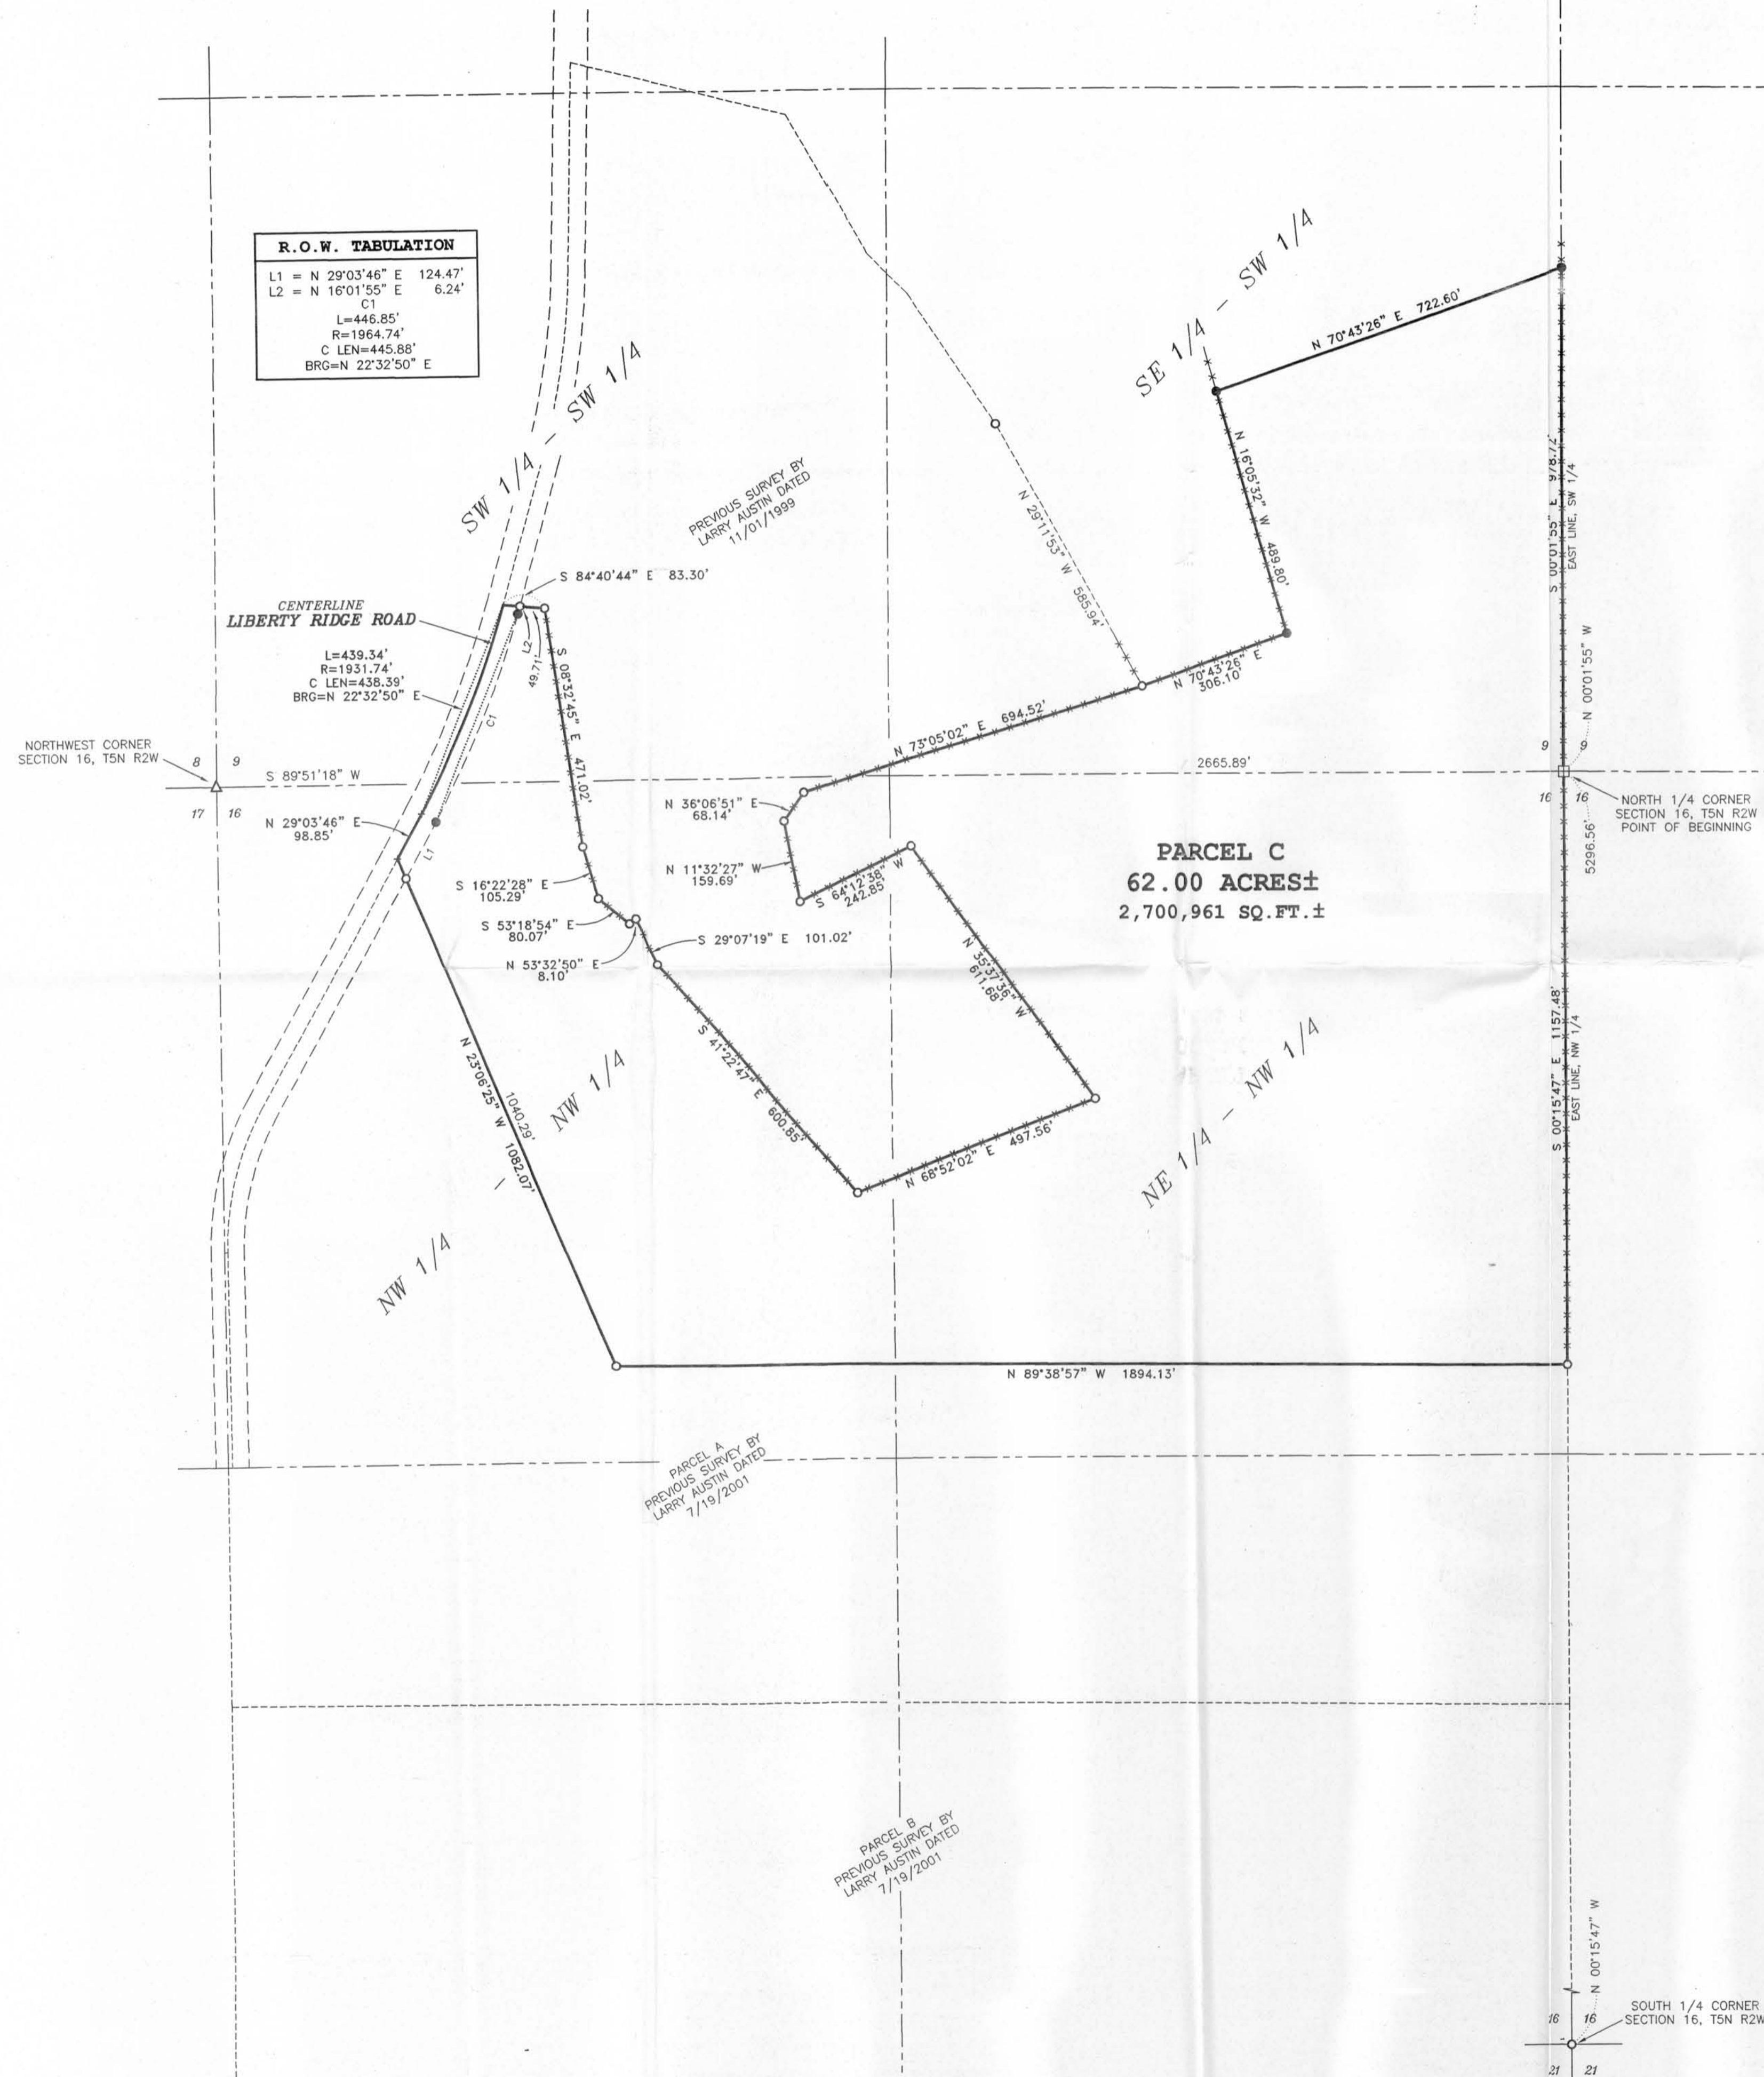 R.O.W. TABULATION
L1 = N 29°03'46" E 124.47'
L2 = N 16°01'55" E 6.24'
C1
L=446.85'
R=1964.74'
C LEN=445.88'
BRG=N 22°32'50" E
SW 1/4 - SW 1/4
SE 1/4 - SW 1/4
N 70°43'26" E 722.60'
N 16°05'32" W 489.80'
S 00°01'55" E 978.72'
EAST LINE, SW 1/4
PREVIOUS SURVEY BY
LARRY AUSTIN DATED
11/01/1999
N 29°11'53" W 585.94'
S 84°40'44" E 83.30'
CENTERLINE
LIBERTY RIDGE ROAD
L=439.34'
R=1931.74'
C LEN=438.39'
BRG=N 22°32'50" E
L2
49.71'
C1
S 08°32'45" E 471.02'
N 70°43'26" E
306.10'
N 73°05'02" E 694.52'
N 00°01'55" W
NORTHWEST CORNER
SECTION 16, T5N R2W
8 9
17 16
S 89°51'18" W
2665.89'
9 9
16 16
NORTH 1/4 CORNER
SECTION 16, T5N R2W
POINT OF BEGINNING
5296.56'
N 29°03'46" E
98.85'
L1
N 36°06'51" E
68.14'
N 11°32'27" W
159.69'
S 64°12'38" W
242.85'
PARCEL C
62.00 ACRES±
2,700,961 SQ.FT.±
S 16°22'28" E
105.29'
S 53°18'54" E
80.07'
N 53°32'50" E
8.10'
S 29°07'19" E 101.02'
N 35°37'36" W
611.68'
S 41°22'47" E 600.85'
N 68°52'02" E 497.56'
1040.29'
N 23°06'25" W 1082.07'
NW 1/4 - NW 1/4
NE 1/4 - NW 1/4
S 00°15'47" E 1157.48'
EAST LINE, NW 1/4
N 89°38'57" W 1894.13'
PARCEL A
PREVIOUS SURVEY BY
LARRY AUSTIN DATED
7/19/2001
PARCEL B
PREVIOUS SURVEY BY
LARRY AUSTIN DATED
7/19/2001
N 00°15'47" W
SOUTH 1/4 CORNER
SECTION 16, T5N R2W
16 16
21 21